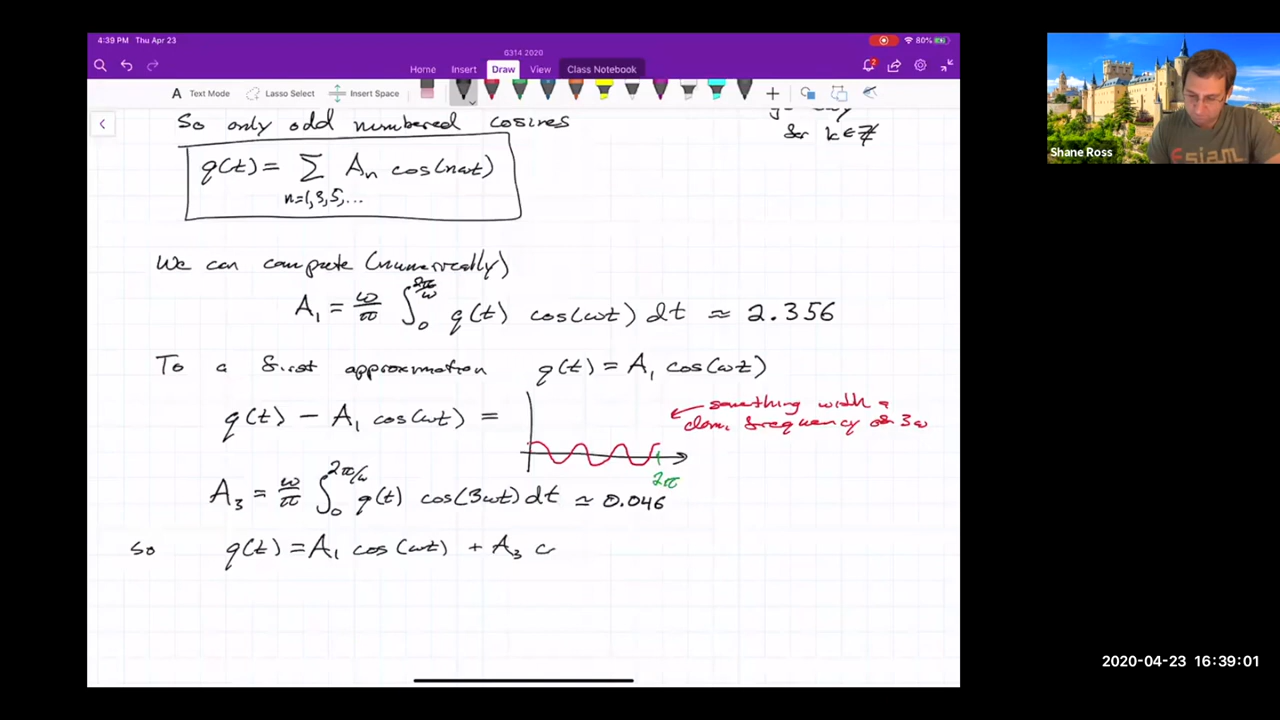 4:39 PM Thu Apr 23
80%
6314 2020
2
Home Insert Draw View Class Notebook
Text Mode Lasso Select Insert Space
So only odd numbered cosines
for k ∈ ℤ
q(t) = ∑ Aₙ cos(nωt)
n=1,3,5,...
We can compute (numerically)
A₁ = ω/π ∫₀^(2π/ω) q(t) cos(ωt) dt ≈ 2.356
To a first approximation q(t) = A₁ cos(ωt)
something with a
dom. frequency of 3ω
q(t) − A₁ cos(ωt) =
2π
A₃ = ω/π ∫₀^(2π/ω) q(t) cos(3ωt) dt ≃ 0.046
So q(t) = A₁ cos(ωt) + A₃ c
Shane Ross
siam
2020-04-23 16:39:01